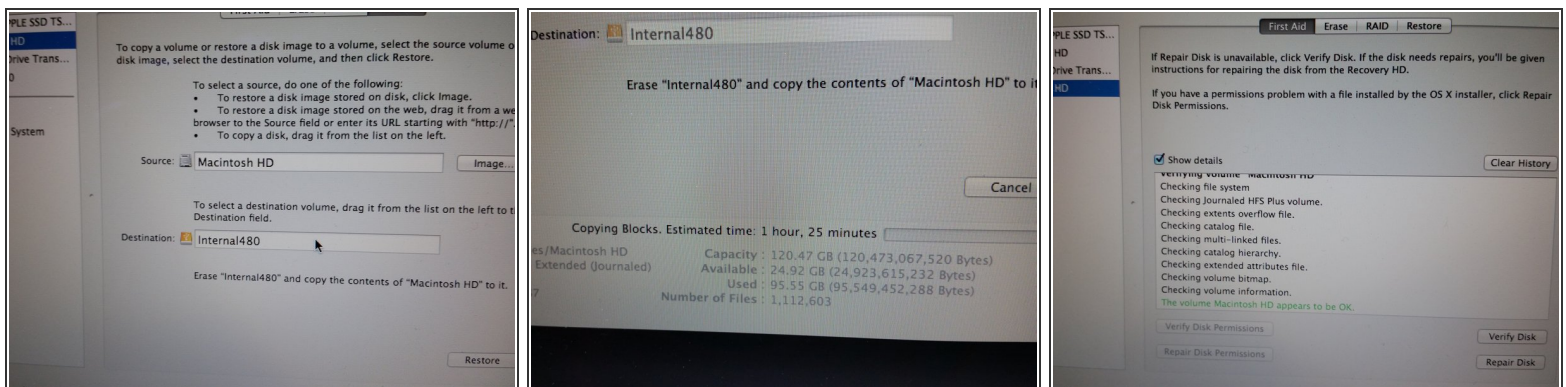 PLE SSD TS...
HD
Drive Trans...
System
To copy a volume or restore a disk image to a volume, select the source volume o
disk image, select the destination volume, and then click Restore.
To select a source, do one of the following:
• To restore a disk image stored on disk, click Image.
• To restore a disk image stored on the web, drag it from a we
browser to the Source field or enter its URL starting with "http://".
• To copy a disk, drag it from the list on the left.
Source: Macintosh HD
Image...
To select a destination volume, drag it from the list on the left to t
Destination field.
Destination: Internal480
Erase "Internal480" and copy the contents of "Macintosh HD" to it.
Restore
Destination: Internal480
Erase "Internal480" and copy the contents of "Macintosh HD" to it
Cancel
Copying Blocks. Estimated time: 1 hour, 25 minutes
es/Macintosh HD
Extended (Journaled)
7
Capacity : 120.47 GB (120,473,067,520 Bytes)
Available : 24.92 GB (24,923,615,232 Bytes)
Used : 95.55 GB (95,549,452,288 Bytes)
Number of Files : 1,112,603
PLE SSD TS...
HD
Drive Trans...
HD
First Aid Erase RAID Restore
If Repair Disk is unavailable, click Verify Disk. If the disk needs repairs, you'll be given
instructions for repairing the disk from the Recovery HD.
If you have a permissions problem with a file installed by the OS X installer, click Repair
Disk Permissions.
Show details
Clear History
Verifying volume "Macintosh HD"
Checking file system
Checking Journaled HFS Plus volume.
Checking extents overflow file.
Checking catalog file.
Checking multi-linked files.
Checking catalog hierarchy.
Checking extended attributes file.
Checking volume bitmap.
Checking volume information.
The volume Macintosh HD appears to be OK.
Verify Disk Permissions
Verify Disk
Repair Disk Permissions
Repair Disk